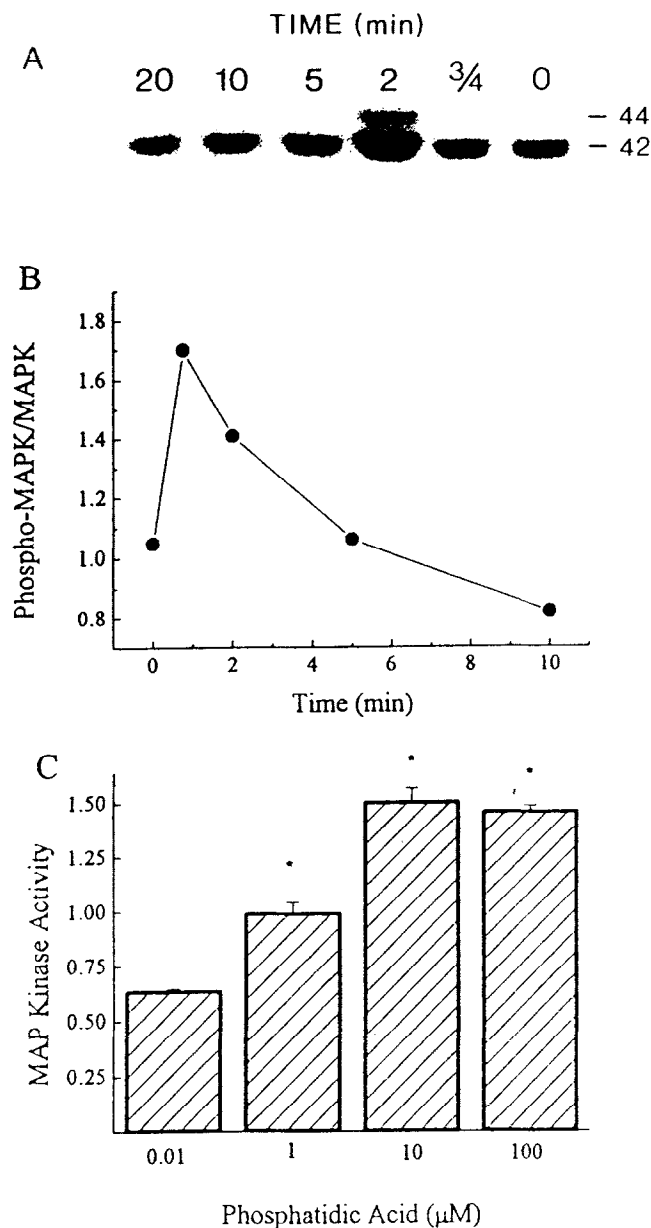 TIME (min)
A
20 10 5 2 3/4 0
– 44
– 42
B
Phospho-MAPK/MAPK
1.8
1.6
1.4
1.2
1.0
0.8
0 2 4 6 8 10
Time (min)
C
MAP Kinase Activity
1.50
1.25
1.00
0.75
0.50
0.25
* * *
0.01 1 10 100
Phosphatidic Acid (μM)